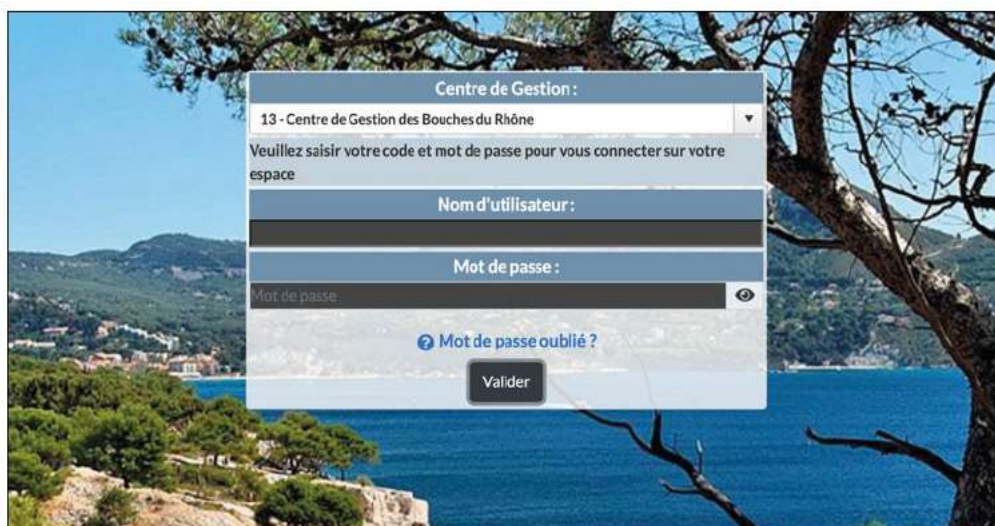 Centre de Gestion :
13 - Centre de Gestion des Bouches du Rhône
Veuillez saisir votre code et mot de passe pour vous connecter sur votre
espace
Nom d'utilisateur :
Mot de passe :
Mot de passe
Mot de passe oublié ?
Valider